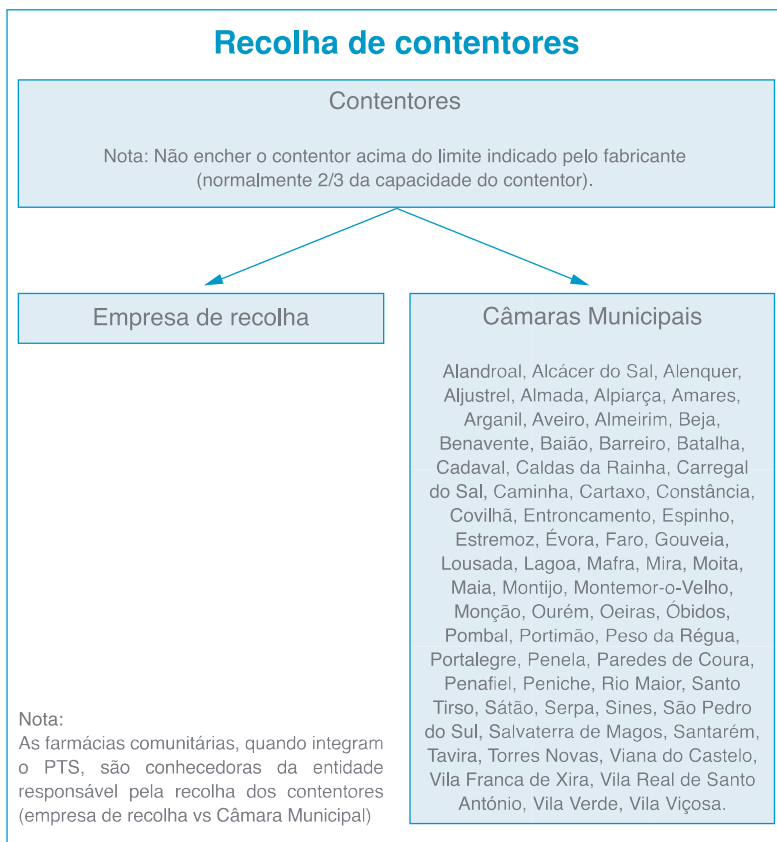 Recolha de contentores
Contentores
Nota: Não encher o contentor acima do limite indicado pelo fabricante
(normalmente 2/3 da capacidade do contentor).
Empresa de recolha
Câmaras Municipais
Alandroal, Alcácer do Sal, Alenquer,
Aljustrel, Almada, Alpiarça, Amares,
Arganil, Aveiro, Almeirim, Beja,
Benavente, Baião, Barreiro, Batalha,
Cadaval, Caldas da Rainha, Carregal
do Sal, Caminha, Cartaxo, Constância,
Covilhã, Entroncamento, Espinho,
Estremoz, Évora, Faro, Gouveia,
Lousada, Lagoa, Mafra, Mira, Moita,
Maia, Montijo, Montemor-o-Velho,
Monção, Ourém, Oeiras, Óbidos,
Pombal, Portimão, Peso da Régua,
Portalegre, Penela, Paredes de Coura,
Penafiel, Peniche, Rio Maior, Santo
Tirso, Sátão, Serpa, Sines, São Pedro
do Sul, Salvaterra de Magos, Santarém,
Tavira, Torres Novas, Viana do Castelo,
Vila Franca de Xira, Vila Real de Santo
António, Vila Verde, Vila Viçosa.
Nota:
As farmácias comunitárias, quando integram
o PTS, são conhecedoras da entidade
responsável pela recolha dos contentores
(empresa de recolha vs Câmara Municipal)